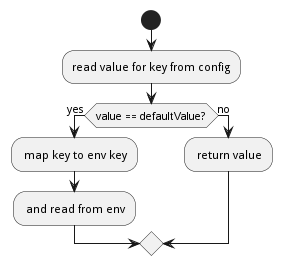 read value for key from config
yes
value == defaultValue?
no
map key to env key
return value
and read from env